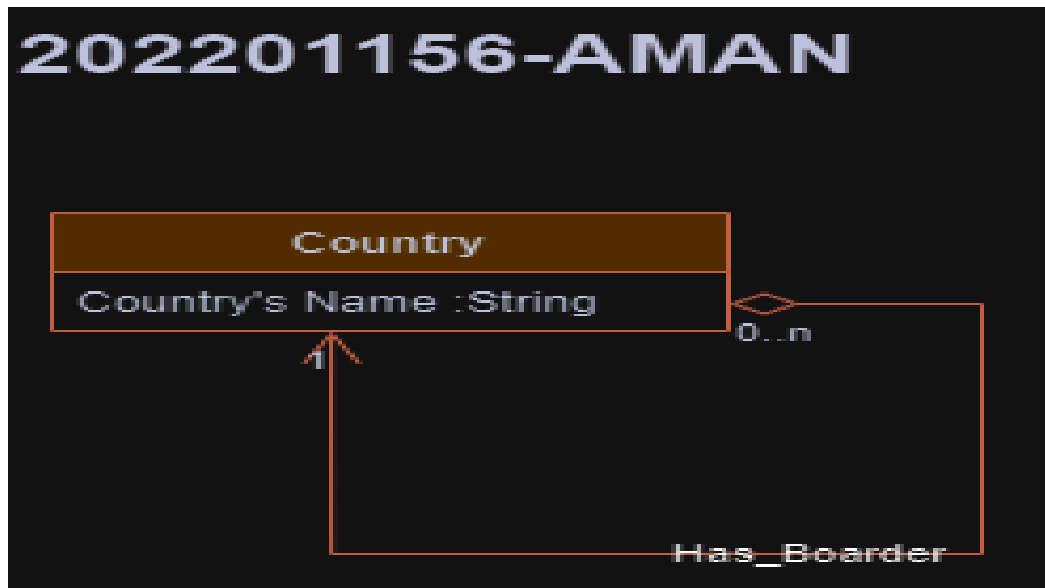 202201156-AMAN
Country
Country's Name :String
0..n
1
Has_Boarder